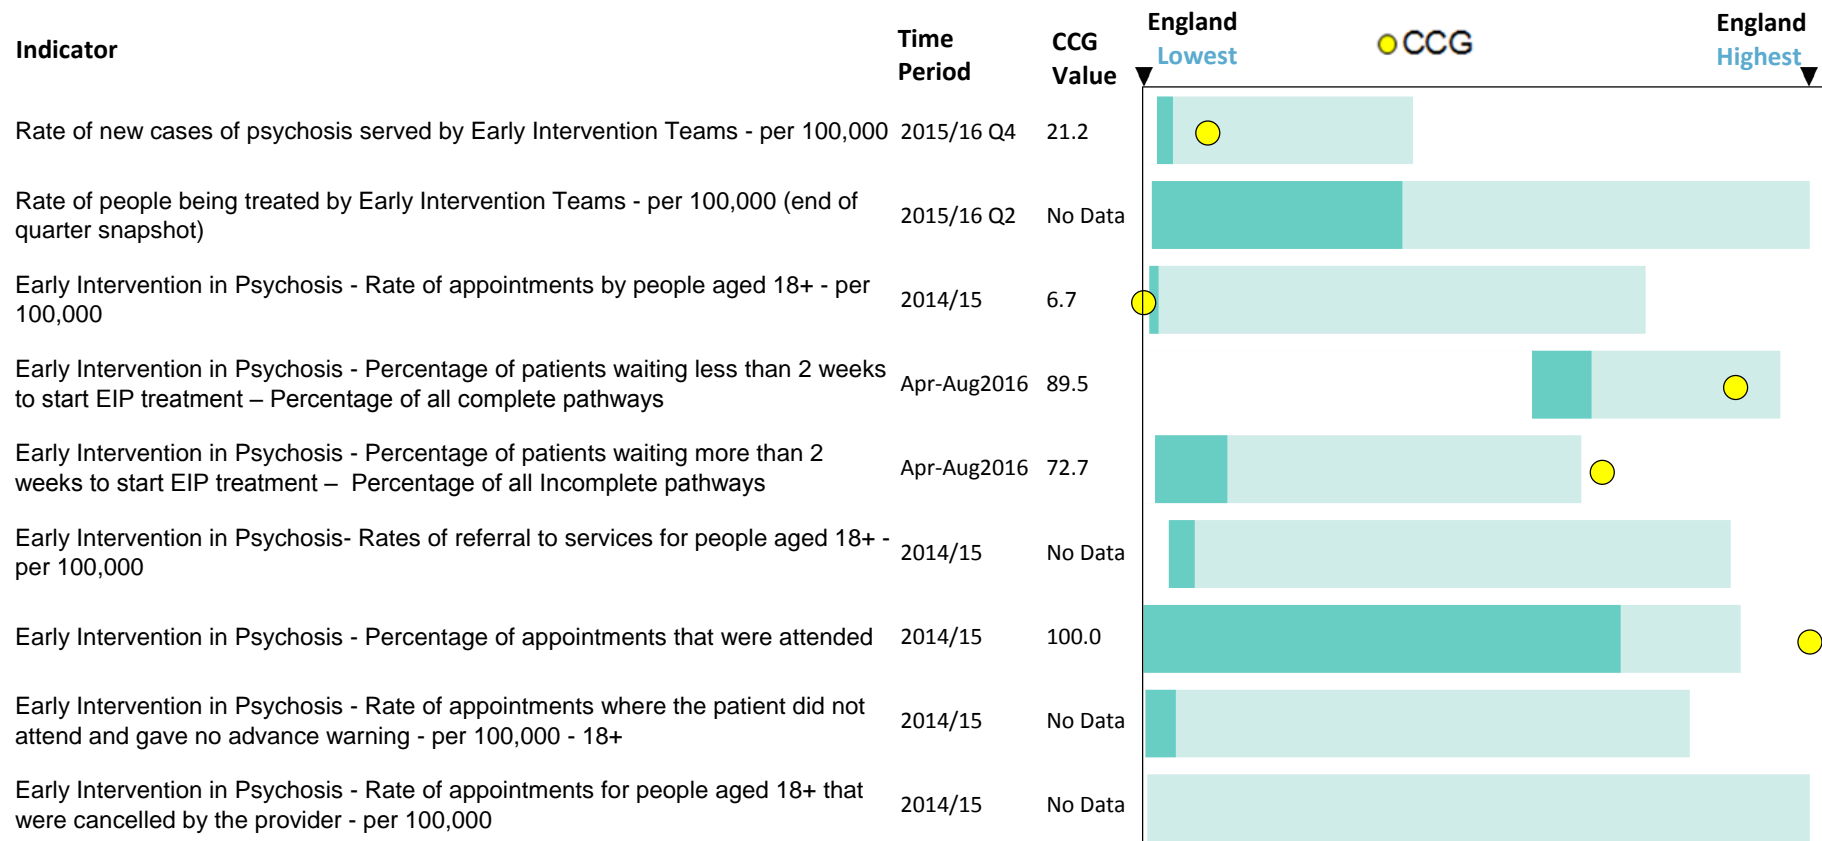 Indicator
Time Period
CCG Value
England Lowest
CCG
England Highest
Rate of new cases of psychosis served by Early Intervention Teams - per 100,000 2015/16 Q4 21.2
Rate of people being treated by Early Intervention Teams - per 100,000 (end of
quarter snapshot)
2015/16 Q2 No Data
Early Intervention in Psychosis - Rate of appointments by people aged 18+ - per
100,000
2014/15 6.7
Early Intervention in Psychosis - Percentage of patients waiting less than 2 weeks
to start EIP treatment – Percentage of all complete pathways
Apr-Aug2016 89.5
Early Intervention in Psychosis - Percentage of patients waiting more than 2
weeks to start EIP treatment – Percentage of all Incomplete pathways
Apr-Aug2016 72.7
Early Intervention in Psychosis- Rates of referral to services for people aged 18+ -
per 100,000
2014/15 No Data
Early Intervention in Psychosis - Percentage of appointments that were attended 2014/15 100.0
Early Intervention in Psychosis - Rate of appointments where the patient did not
attend and gave no advance warning - per 100,000 - 18+
2014/15 No Data
Early Intervention in Psychosis - Rate of appointments for people aged 18+ that
were cancelled by the provider - per 100,000
2014/15 No Data